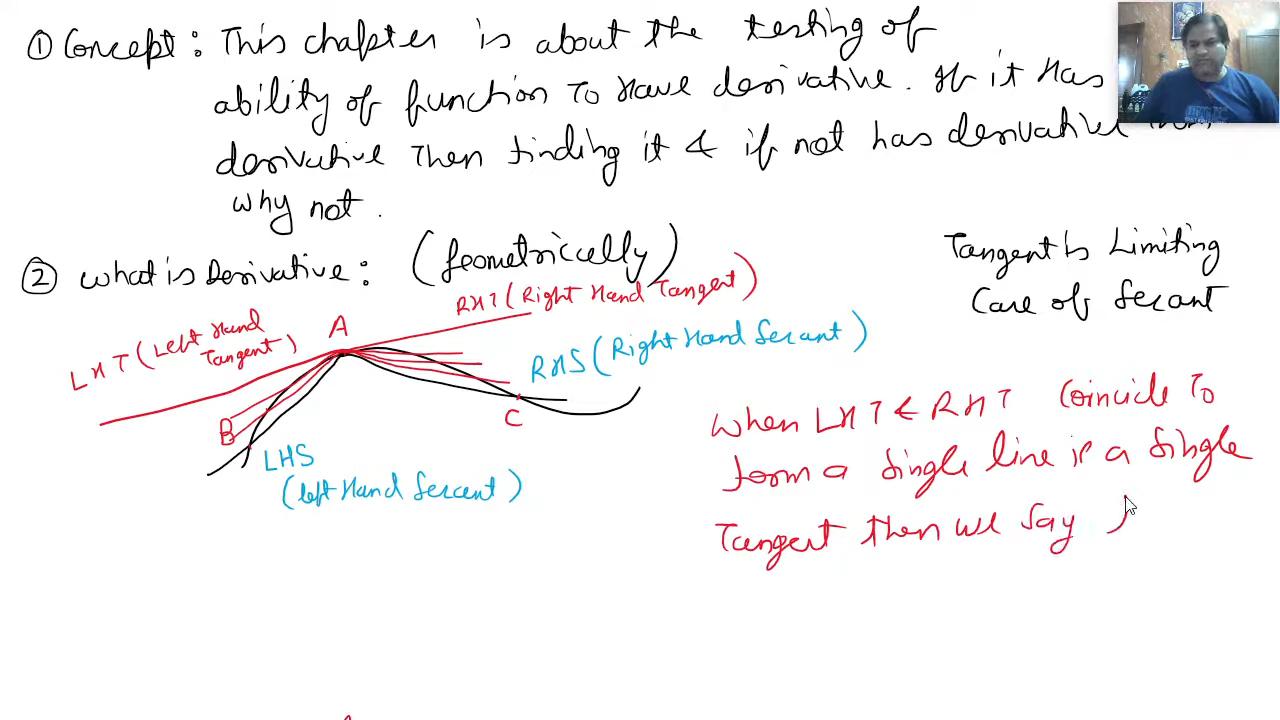 ① Concept: This chapter is about the testing of
ability of function To Have derivative. If it Has
derivative Then finding it & if not has derivative
why not.
② What is Derivative: (Geometrically)
Tangent is Limiting
Case of Secant
RHT (Right Hand Tangent)
A
LHT (Left Hand
Tangent)
RHS (Right Hand Secant)
B
C
LHS
(left Hand Secant)
When LHT & RHT Coincide To
form a single line i.e a single
Tangent then we say